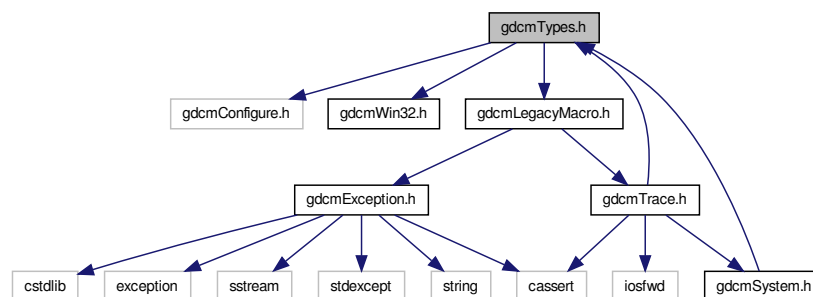 gdcmTypes.h
gdcmConfigure.h
gdcmWin32.h
gdcmLegacyMacro.h
gdcmException.h
gdcmTrace.h
cstdlib
exception
sstream
stdexcept
string
cassert
iosfwd
gdcmSystem.h